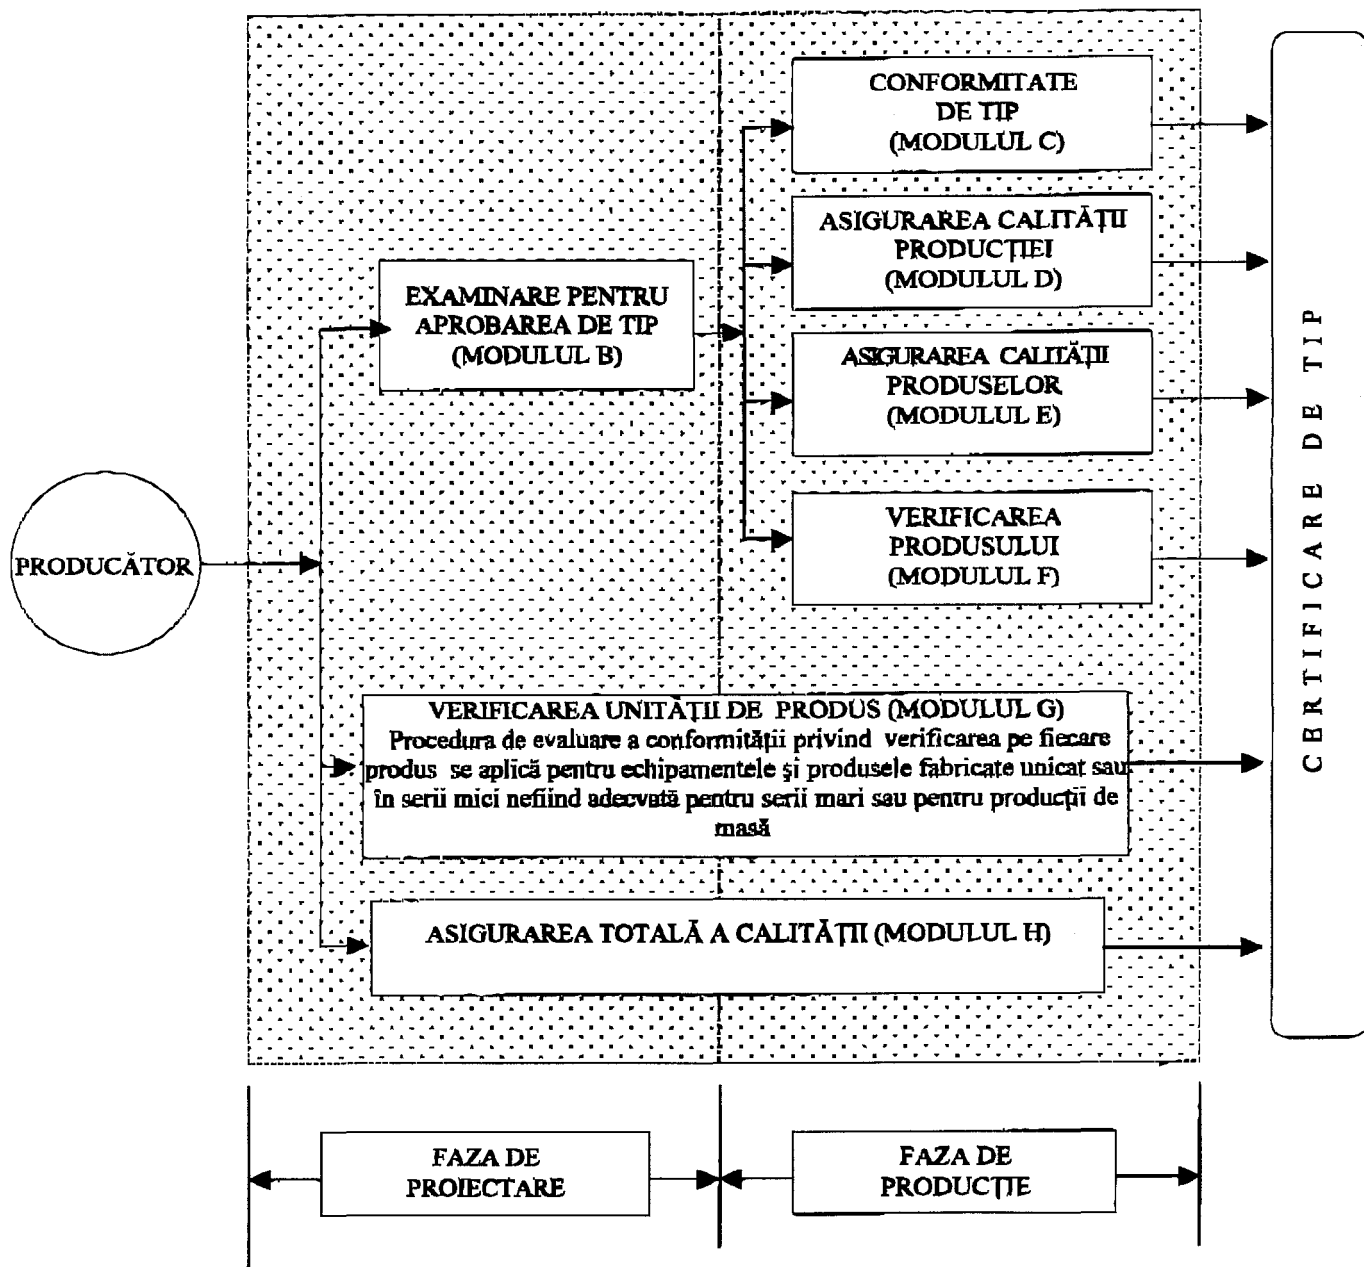 CONFORMITATE
DE TIP
(MODULUL C)
ASIGURAREA CALITĂȚII
PRODUCȚIEI
(MODULUL D)
EXAMINARE PENTRU
APROBAREA DE TIP
(MODULUL B)
ASIGURAREA CALITĂȚII
PRODUSELOR
(MODULUL E)
VERIFICAREA
PRODUSULUI
(MODULUL F)
PRODUCĂTOR
VERIFICAREA UNITĂȚII DE PRODUS (MODULUL G)
Procedura de evaluare a conformității privind verificarea pe fiecare
produs se aplică pentru echipamentele și produsele fabricate unicat sau
în serii mici nefiind adecvată pentru serii mari sau pentru producții de
masă
ASIGURAREA TOTALĂ A CALITĂȚII (MODULUL H)
CERTIFICARE DE TIP
FAZA DE
PROIECTARE
FAZA DE
PRODUCȚIE